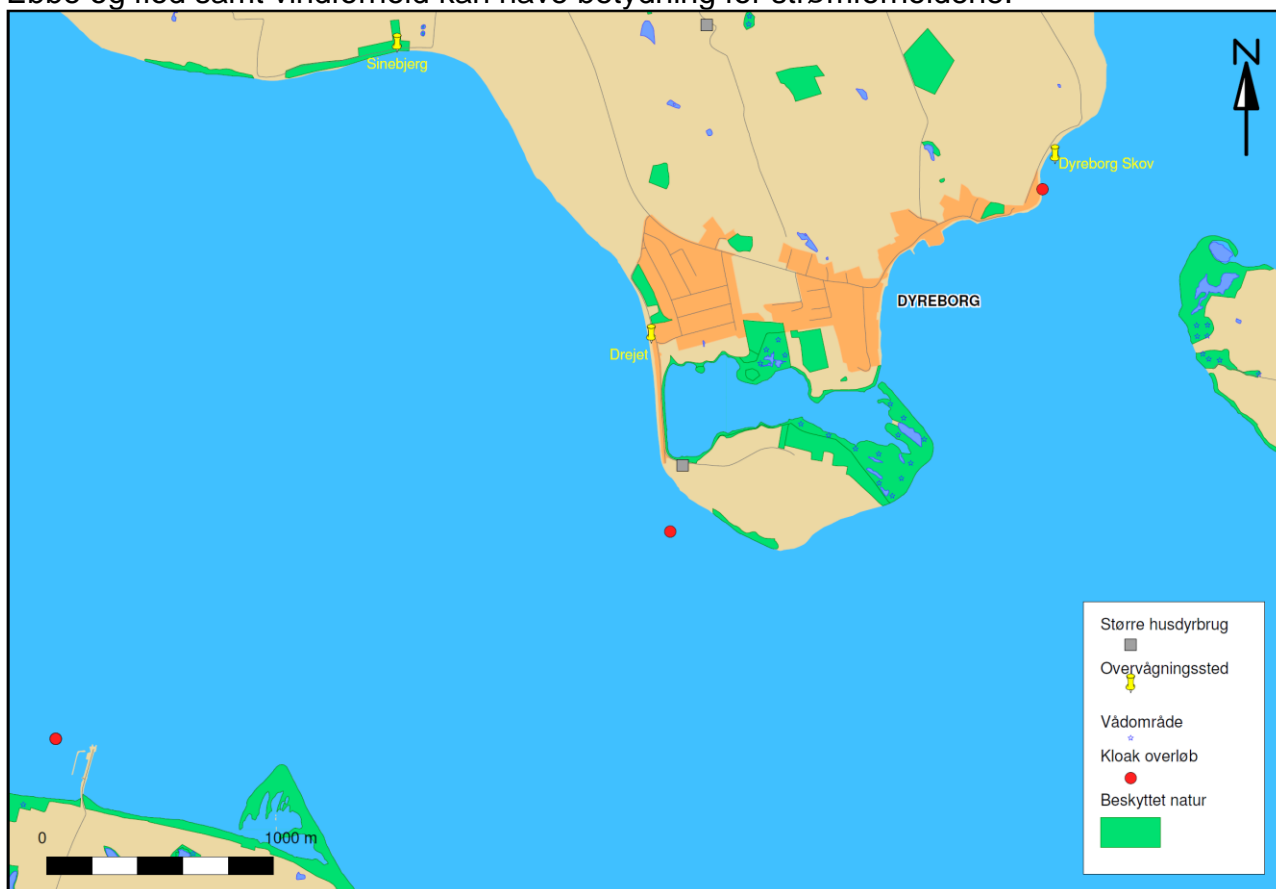 Ebbe og flod samt vindforhold kan have betydning for strømforholdene.
Sinebjerg
N
Dyreborg Skov
DYREBORG
Drejet
Større husdyrbrug
Overvågningssted
Vådområde
Kloak overløb
Beskyttet natur
0 1000 m